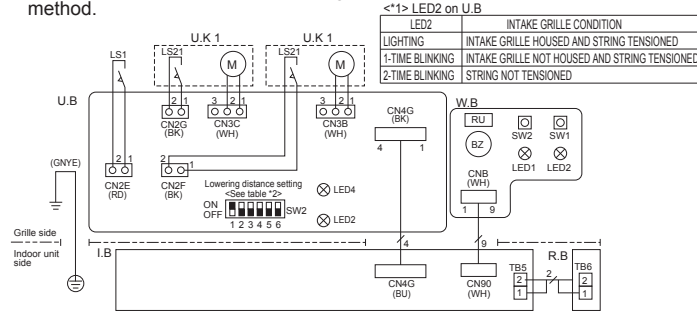 method.
<*1> LED2 on U.B
LED2 INTAKE GRILLE CONDITION
LIGHTING INTAKE GRILLE HOUSED AND STRING TENSIONED
1-TIME BLINKING INTAKE GRILLE NOT HOUSED AND STRING TENSIONED
2-TIME BLINKING STRING NOT TENSIONED
U.K 1 U.K 1
LS1 LS21 M LS21 M
U.B
2 1 3 2 1 3 2 1
CN2G CN3C CN3B CN4G
(BK) (WH) (WH) (BK)
4 1
W.B
RU
BZ
SW2 SW1
LED1 LED2
CNB
(WH)
1 9
(GNYE)
2 1 2 1
CN2E CN2F
(RD) (BK)
Lowering distance setting
<See table *2>
ON
OFF SW2
1 2 3 4 5 6
LED4
LED2
Grille side
Indoor unit
side
I.B
4 9
CN4G CN90
(BU) (WH)
TB5 R.B TB6
2 2 2
1 1